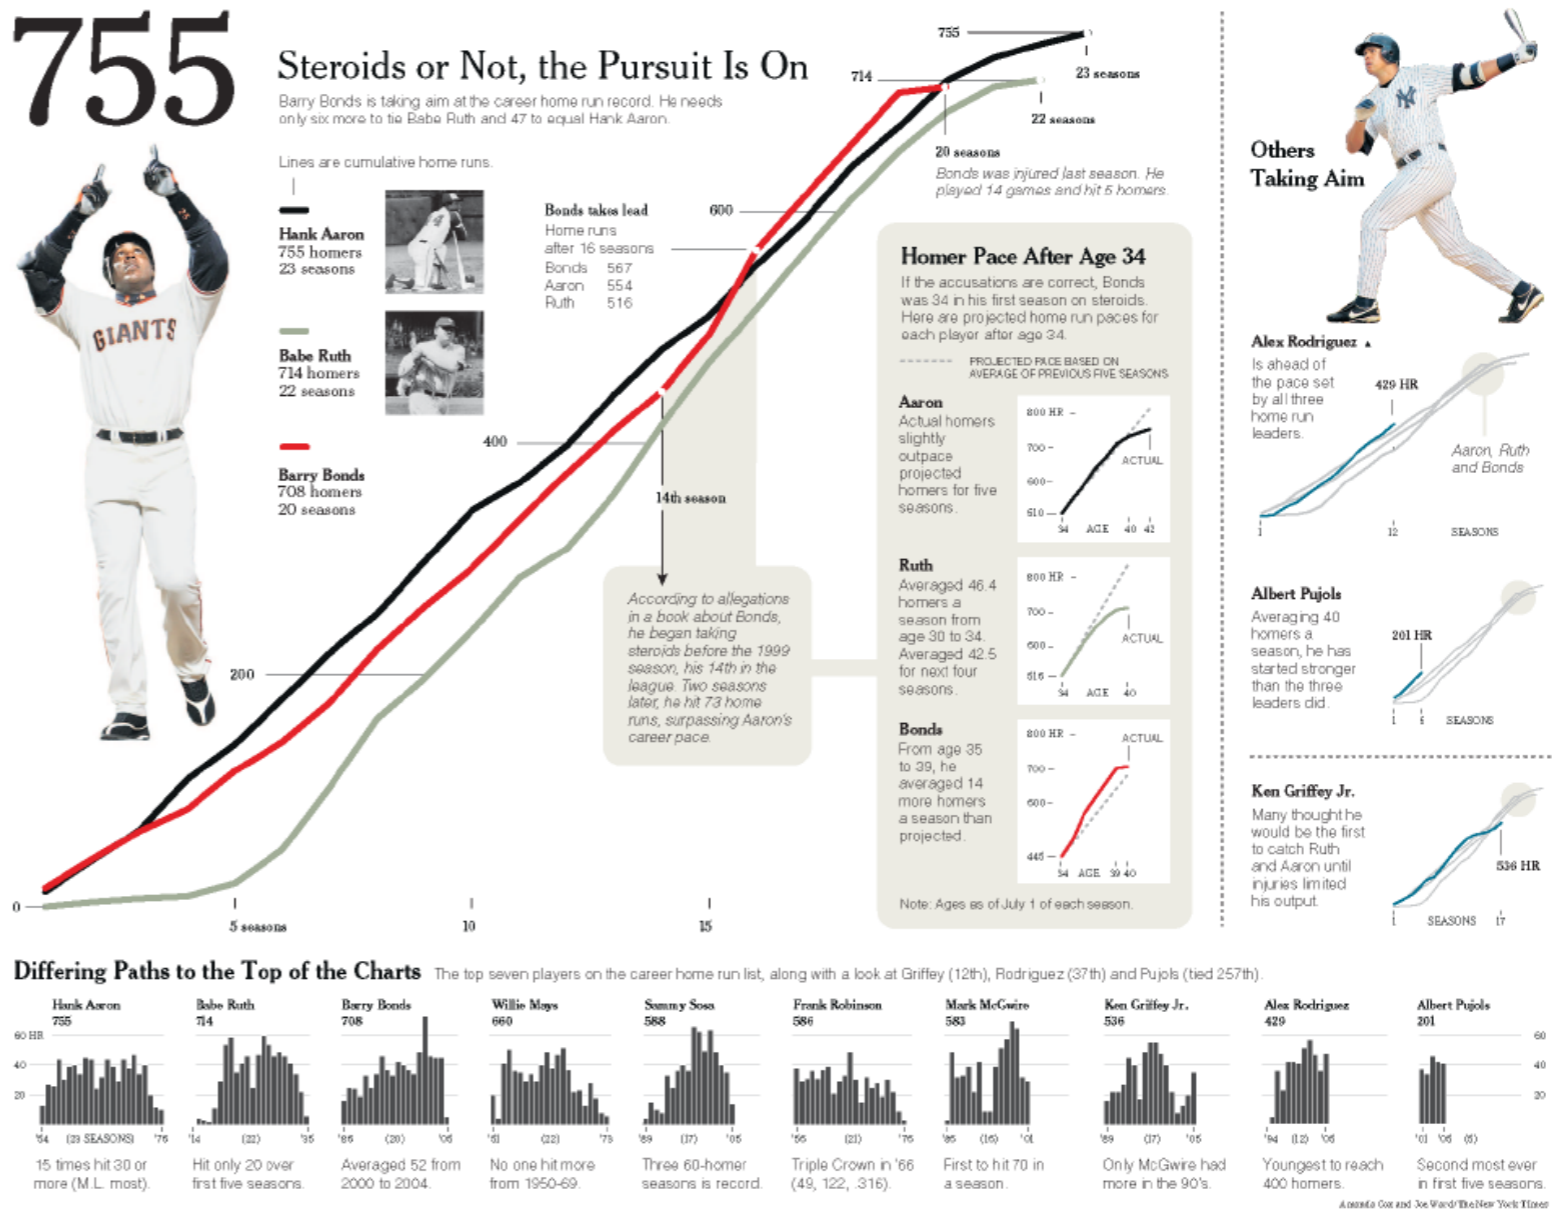 755
Steroids or Not, the Pursuit Is On
Barry Bonds is taking aim at the career home run record. He needs
only six more to tie Babe Ruth and 47 to equal Hank Aaron.
Lines are cumulative home runs.
Hank Aaron
755 homers
23 seasons
Babe Ruth
714 homers
22 seasons
Barry Bonds
708 homers
20 seasons
GIANTS
Bonds takes lead
Home runs
after 16 seasons
Bonds 567
Aaron 554
Ruth 516
755
714
600
400
200
0
5 seasons
10
15
23 seasons
22 seasons
20 seasons
Bonds was injured last season. He
played 14 games and hit 5 homers.
14th season
According to allegations
in a book about Bonds,
he began taking
steroids before the 1999
season, his 14th in the
league. Two seasons
later, he hit 73 home
runs, surpassing Aaron's
career pace.
Homer Pace After Age 34
If the accusations are correct, Bonds
was 34 in his first season on steroids.
Here are projected home run paces for
each player after age 34.
PROJECTED PACE BASED ON
AVERAGE OF PREVIOUS FIVE SEASONS
Aaron
Actual homers
slightly
outpace
projected
homers for five
seasons.
800 HR
700
600
510
ACTUAL
34 AGE 40 42
Ruth
Averaged 46.4
homers a
season from
age 30 to 34.
Averaged 42.5
for next four
seasons.
800 HR
700
600
516
ACTUAL
34 AGE 40
Bonds
From age 35
to 39, he
averaged 14
more homers
a season than
projected.
800 HR
700
600
445
ACTUAL
34 AGE 39 40
Note: Ages as of July 1 of each season.
Others
Taking Aim
Alex Rodriguez ▲
Is ahead of
the pace set
by all three
home run
leaders.
429 HR
Aaron, Ruth
and Bonds
1 12 SEASONS
Albert Pujols
Averaging 40
homers a
season, he has
started stronger
than the three
leaders did.
201 HR
1 SEASONS
Ken Griffey Jr.
Many thought he
would be the first
to catch Ruth
and Aaron until
injuries limited
his output.
536 HR
1 SEASONS 17
Differing Paths to the Top of the Charts The top seven players on the career home run list, along with a look at Griffey (12th), Rodriguez (37th) and Pujols (tied 257th).
Hank Aaron
755
60 HR
40
20
'54 (23 SEASONS) '76
15 times hit 30 or
more (M.L. most).
Babe Ruth
714
'14 (22) '35
Hit only 20 over
first five seasons.
Barry Bonds
708
'86 (20) '05
Averaged 52 from
2000 to 2004.
Willie Mays
660
'51 (22) '73
No one hit more
from 1950-69.
Sammy Sosa
588
'89 (17) '05
Three 60-homer
seasons is record.
Frank Robinson
586
'56 (21) '76
Triple Crown in '66
(49, 122, .316).
Mark McGwire
583
'86 (16) '01
First to hit 70 in
a season.
Ken Griffey Jr.
536
'89 (17) '05
Only McGwire had
more in the 90's.
Alex Rodriguez
429
'94 (12) '05
Youngest to reach
400 homers.
Albert Pujols
201
60
40
20
'01 '05 (5)
Second most ever
in first five seasons.
Amanda Cox and Joe Ward/The New York Times